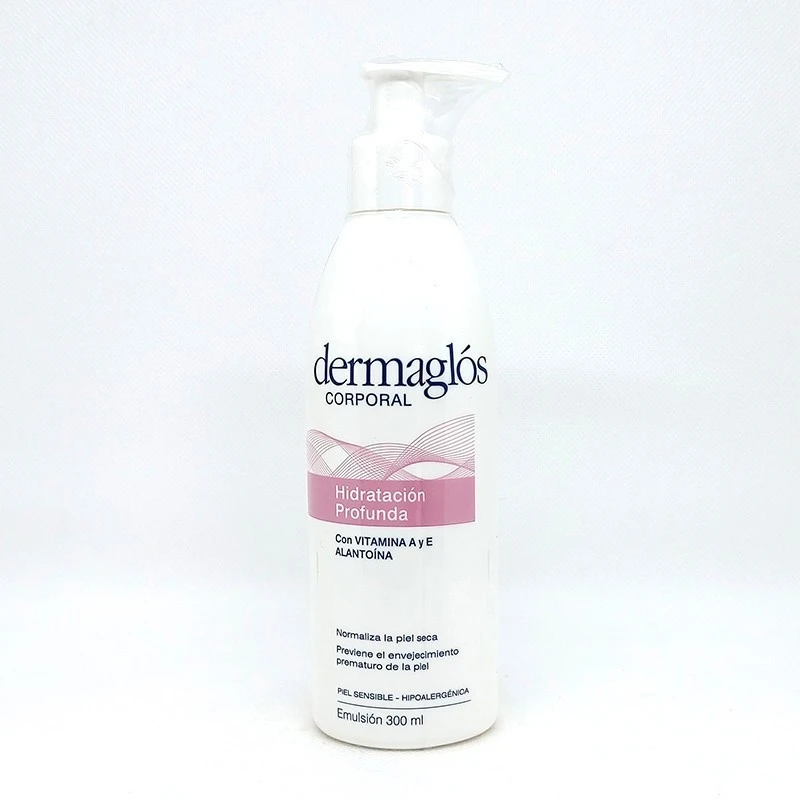 dermaglós
CORPORAL
Hidratación
Profunda
Con VITAMINA A y E
ALANTOÍNA
Normaliza la piel seca
Previene el envejecimiento
prematuro de la piel
PIEL SENSIBLE - HIPOALERGÉNICA
Emulsión 300 ml